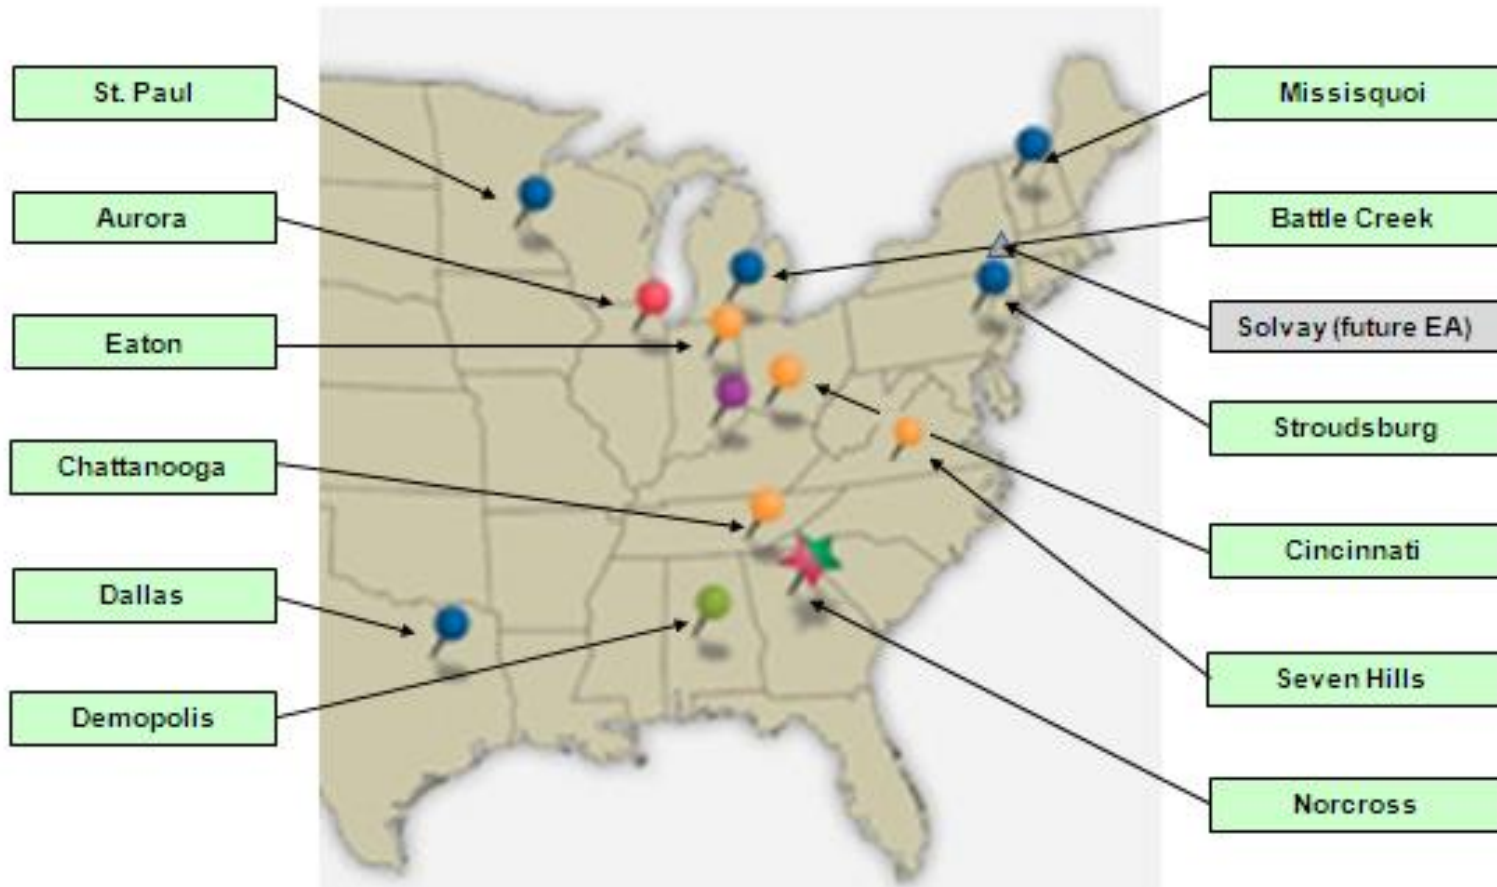 St. Paul
Aurora
Eaton
Chattanooga
Dallas
Demopolis
Missisquoi
Battle Creek
Solvay (future EA)
Stroudsburg
Cincinnati
Seven Hills
Norcross